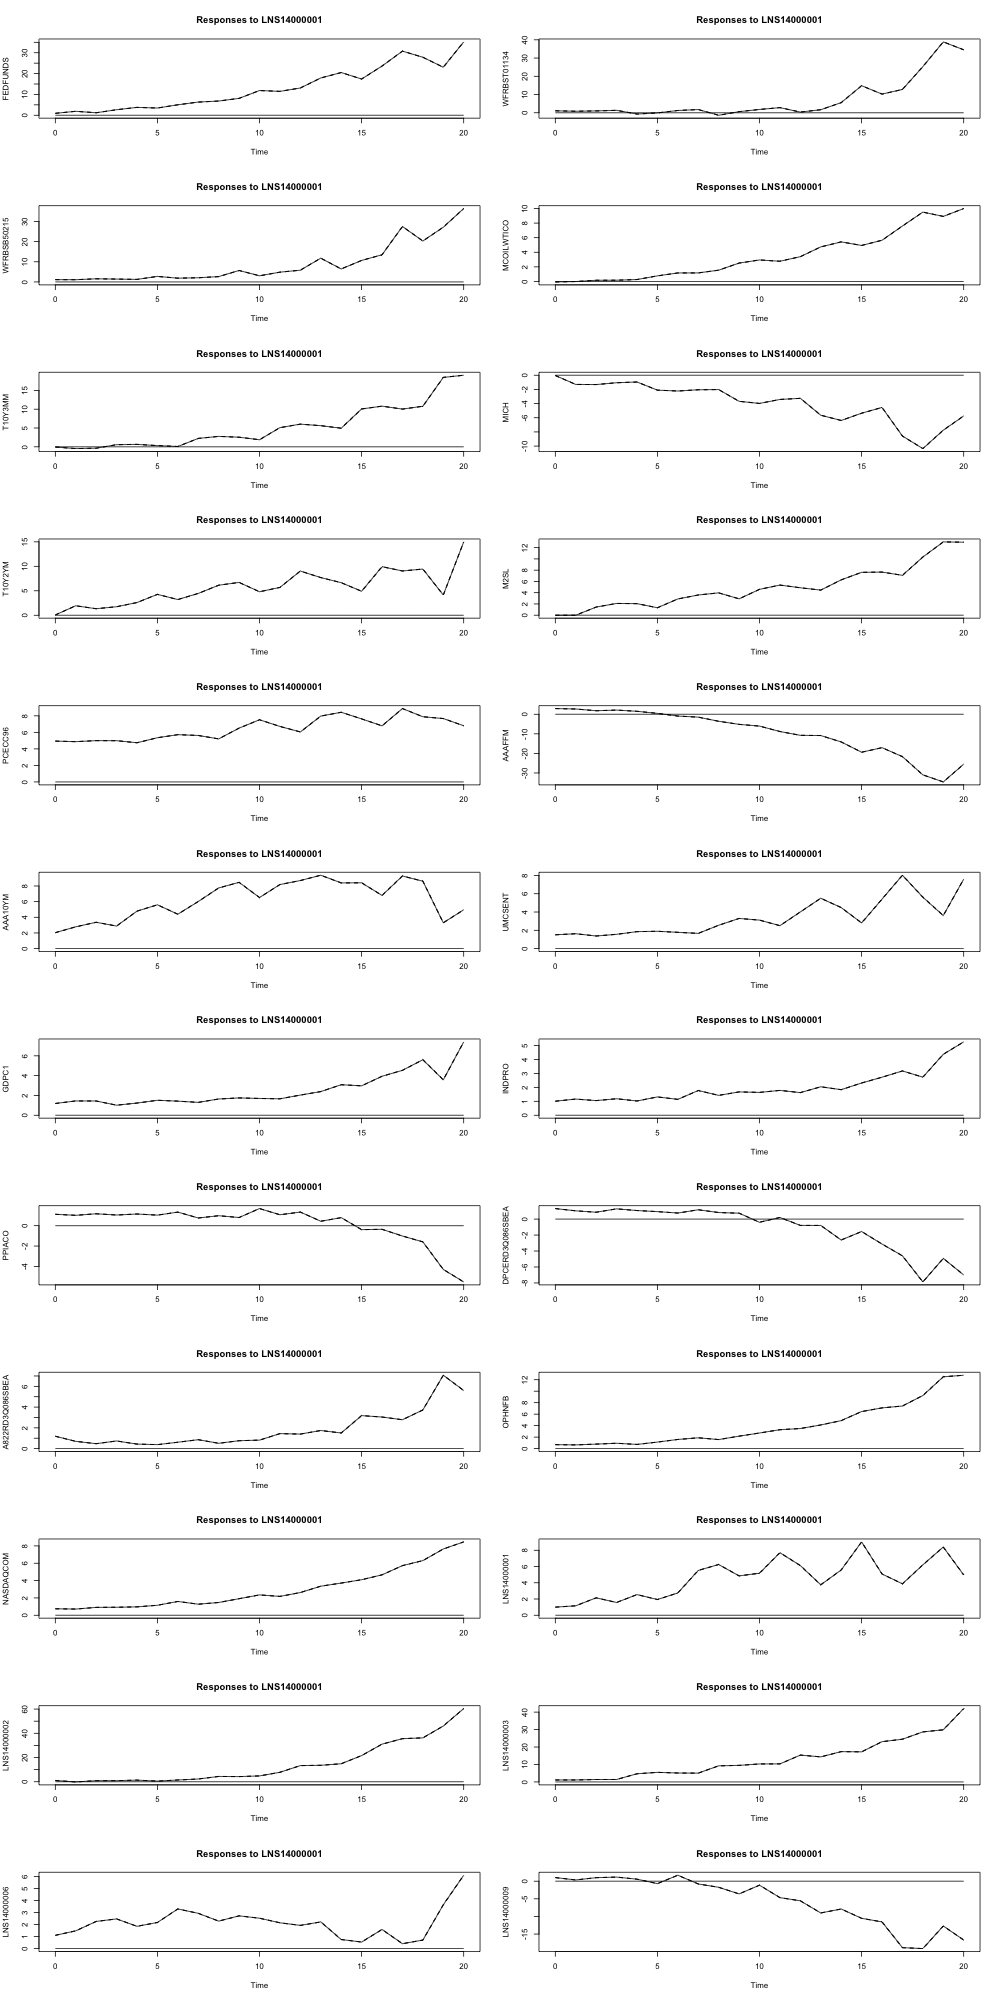 Responses to LNS14000001
FEDFUNDS
0 10 20 30
0 5 10 15 20
Time
Responses to LNS14000001
WFRBST01134
0 10 20 30 40
0 5 10 15 20
Time
Responses to LNS14000001
WFRBSB50215
0 10 20 30
0 5 10 15 20
Time
Responses to LNS14000001
MCOILWTICO
0 2 4 6 8 10
0 5 10 15 20
Time
Responses to LNS14000001
T10Y3MM
0 5 10 15
0 5 10 15 20
Time
Responses to LNS14000001
MICH
-10 -6 -4 -2 0
0 5 10 15 20
Time
Responses to LNS14000001
T10Y2YM
0 5 10 15
0 5 10 15 20
Time
Responses to LNS14000001
M2SL
0 2 4 6 8 12
0 5 10 15 20
Time
Responses to LNS14000001
PCECC96
0 2 4 6 8
0 5 10 15 20
Time
Responses to LNS14000001
AAAFFM
-30 -20 -10 0
0 5 10 15 20
Time
Responses to LNS14000001
AAA10YM
0 2 4 6 8
0 5 10 15 20
Time
Responses to LNS14000001
UMCSENT
0 2 4 6 8
0 5 10 15 20
Time
Responses to LNS14000001
GDPC1
0 2 4 6
0 5 10 15 20
Time
Responses to LNS14000001
INDPRO
0 1 2 3 4 5
0 5 10 15 20
Time
Responses to LNS14000001
PPIACO
-4 -2 0
0 5 10 15 20
Time
Responses to LNS14000001
DPCERD3Q086SBEA
-8 -6 -4 -2 0
0 5 10 15 20
Time
Responses to LNS14000001
A822RD3Q086SBEA
0 2 4 6
0 5 10 15 20
Time
Responses to LNS14000001
OPHNFB
0 2 4 6 8 12
0 5 10 15 20
Time
Responses to LNS14000001
NASDAQCOM
0 2 4 6 8
0 5 10 15 20
Time
Responses to LNS14000001
LNS14000001
0 2 4 6 8
0 5 10 15 20
Time
Responses to LNS14000001
LNS14000002
0 20 40 60
0 5 10 15 20
Time
Responses to LNS14000001
LNS14000003
0 10 20 30 40
0 5 10 15 20
Time
Responses to LNS14000001
LNS14000006
0 1 2 3 4 5 6
0 5 10 15 20
Time
Responses to LNS14000001
LNS14000009
-15 -5 0
0 5 10 15 20
Time